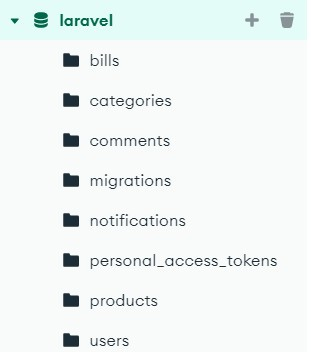 laravel
bills
categories
comments
migrations
notifications
personal_access_tokens
products
users